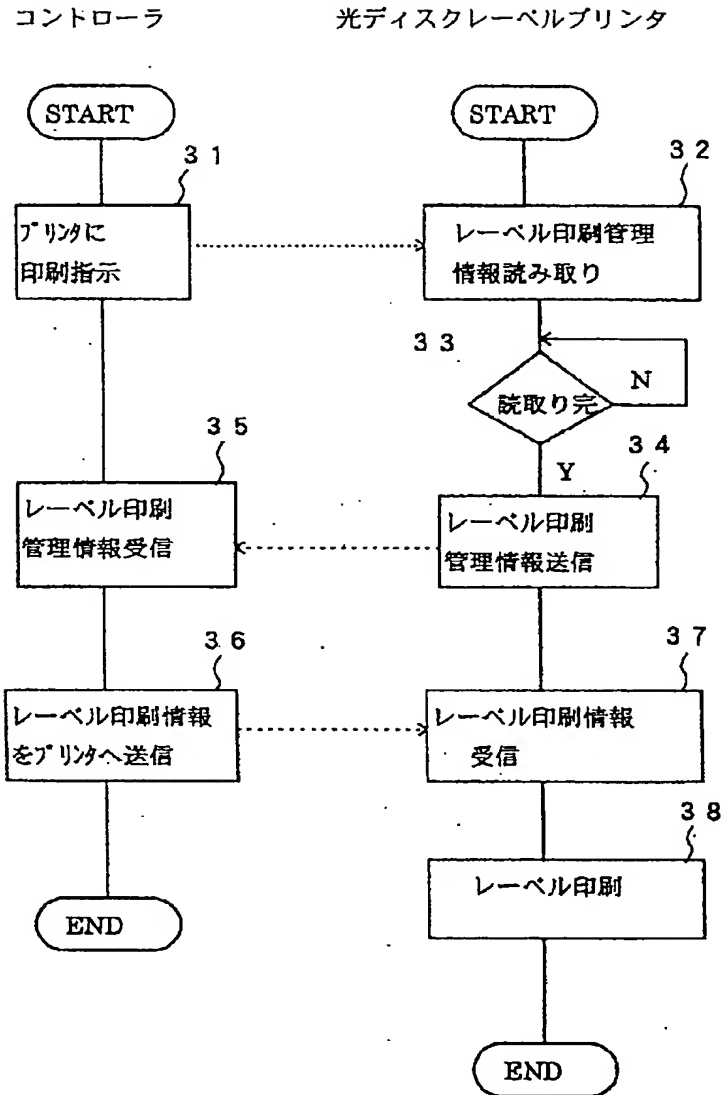 コントローラ
光ディスクレーベルプリンタ
START
START
31
32
プリンタに
印刷指示
レーベル印刷管理
情報読み取り
33
読取り完
N
Y
34
35
レーベル印刷
管理情報受信
レーベル印刷
管理情報送信
36
37
レーベル印刷情報
をプリンタへ送信
レーベル印刷情報
受信
38
レーベル印刷
END
END